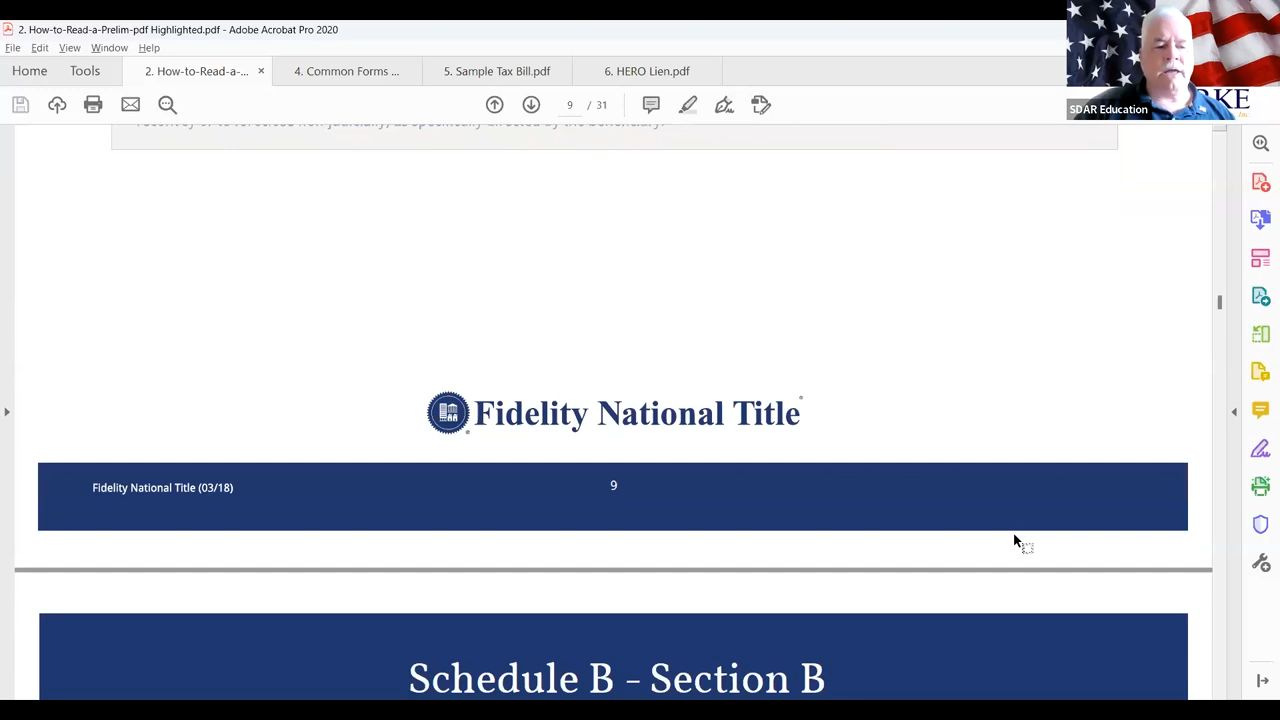 2. How-to-Read-a-Prelim-pdf Highlighted.pdf - Adobe Acrobat Pro 2020
File Edit View Window Help
Home Tools 2. How-to-Read-a-... × 4. Common Forms ... 5. Sample Tax Bill.pdf 6. HERO Lien.pdf
9 / 31
SDAR Education
Fidelity National Title
Fidelity National Title (03/18) 9
Schedule B - Section B